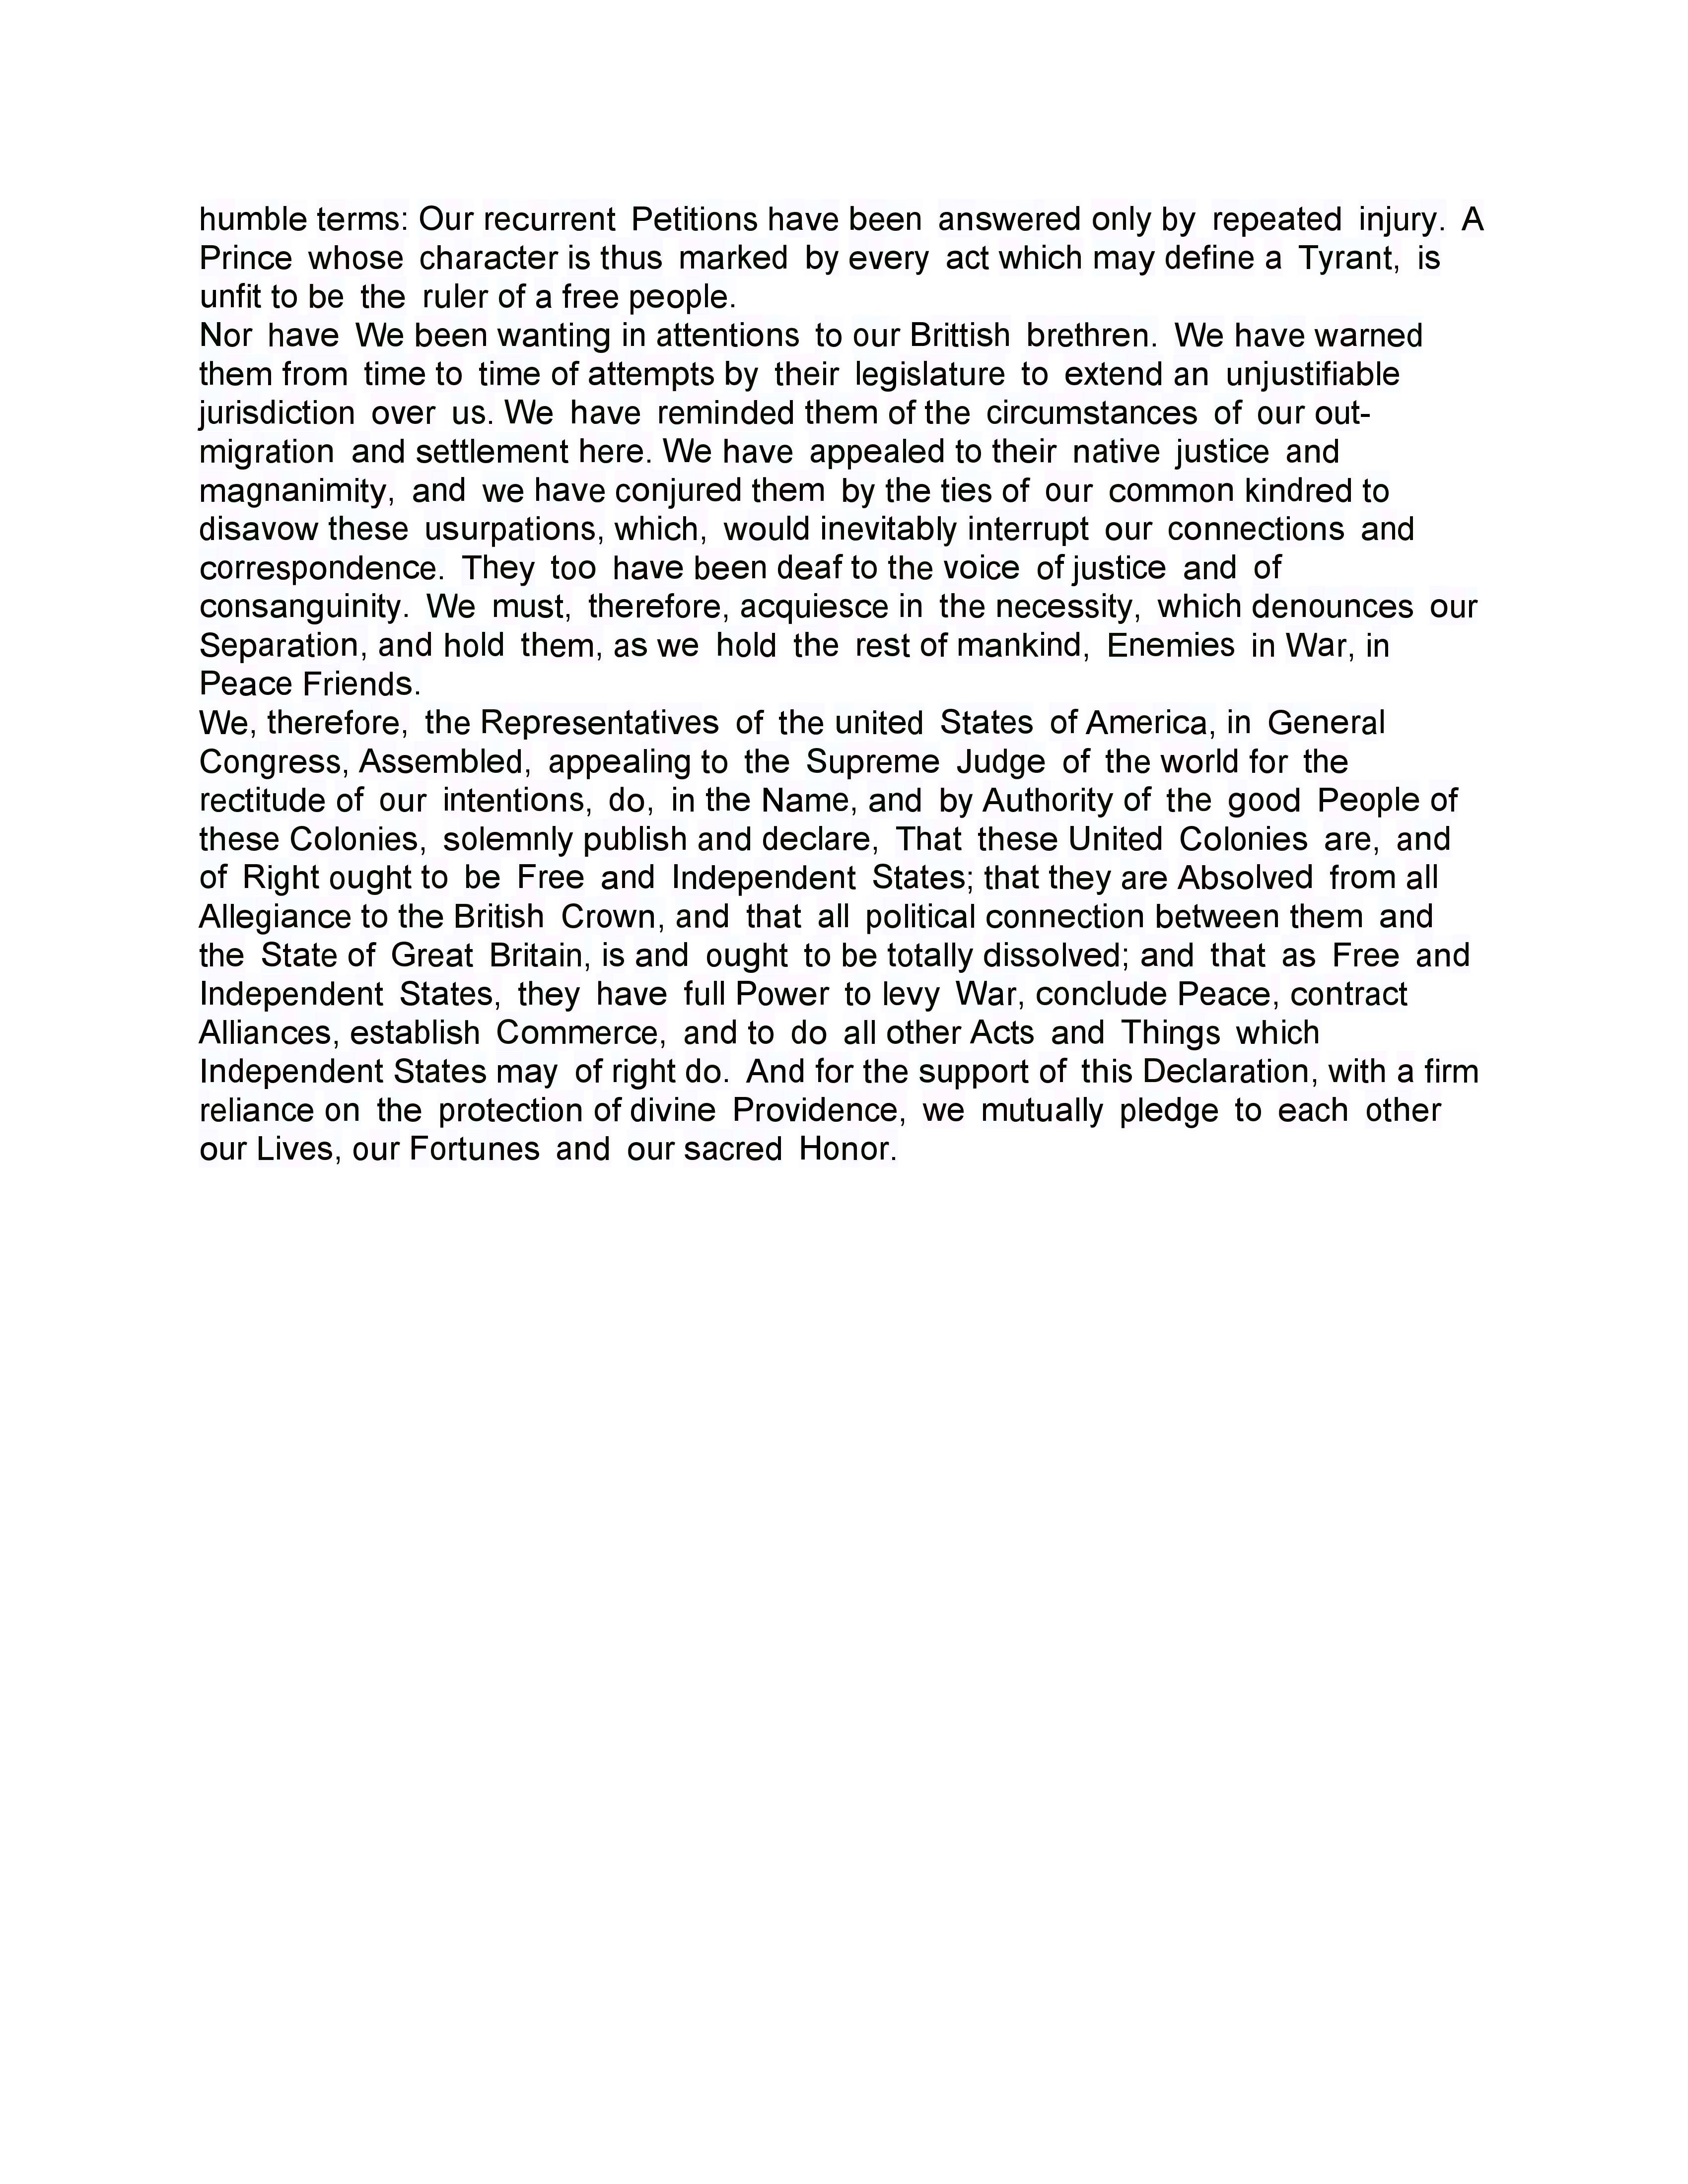 humble terms: Our recurrent Petitions have been answered only by repeated injury. A
Prince whose character is thus marked by every act which may define a Tyrant, is
unfit to be the ruler of a free people.
Nor have We been wanting in attentions to our Brittish brethren. We have warned
them from time to time of attempts by their legislature to extend an unjustifiable
jurisdiction over us. We have reminded them of the circumstances of our out-
migration and settlement here. We have appealed to their native justice and
magnanimity, and we have conjured them by the ties of our common kindred to
disavow these usurpations, which, would inevitably interrupt our connections and
correspondence. They too have been deaf to the voice of justice and of
consanguinity. We must, therefore, acquiesce in the necessity, which denounces our
Separation, and hold them, as we hold the rest of mankind, Enemies in War, in
Peace Friends.
We, therefore, the Representatives of the united States of America, in General
Congress, Assembled, appealing to the Supreme Judge of the world for the
rectitude of our intentions, do, in the Name, and by Authority of the good People of
these Colonies, solemnly publish and declare, That these United Colonies are, and
of Right ought to be Free and Independent States; that they are Absolved from all
Allegiance to the British Crown, and that all political connection between them and
the State of Great Britain, is and ought to be totally dissolved; and that as Free and
Independent States, they have full Power to levy War, conclude Peace, contract
Alliances, establish Commerce, and to do all other Acts and Things which
Independent States may of right do. And for the support of this Declaration, with a firm
reliance on the protection of divine Providence, we mutually pledge to each other
our Lives, our Fortunes and our sacred Honor.